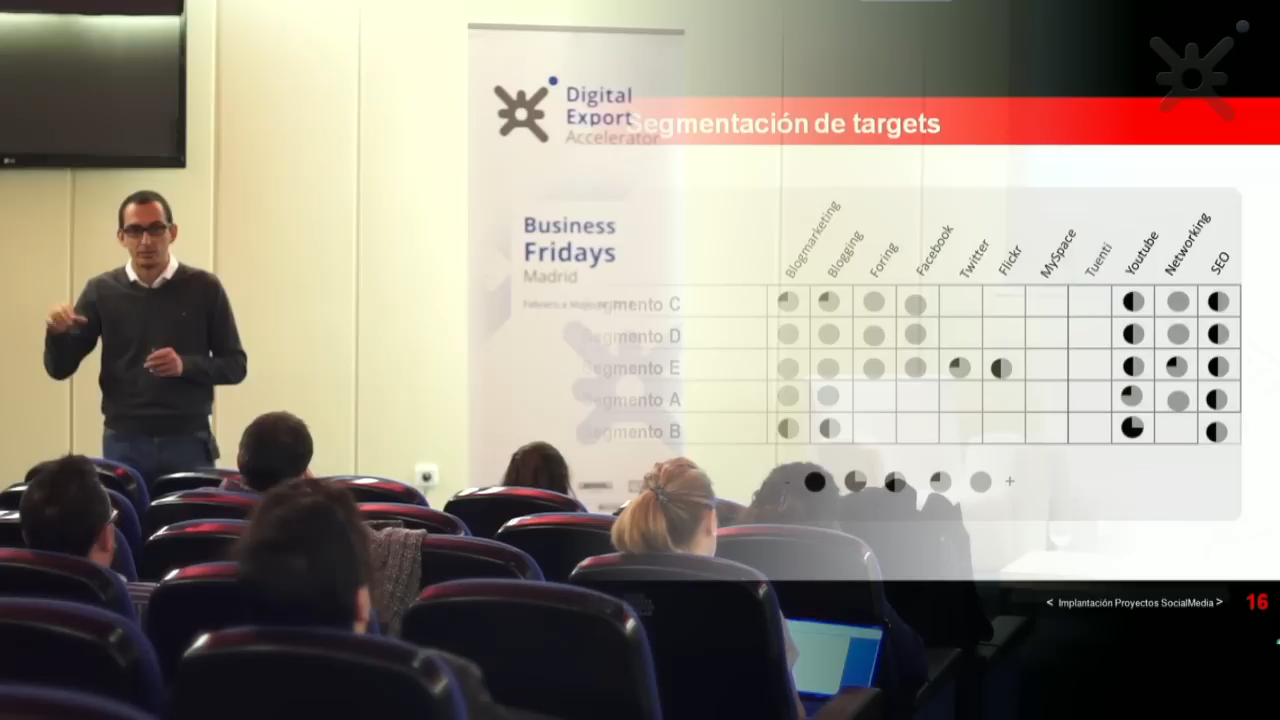 Digital
Export
Accelerator
Segmentación de targets
Business
Fridays
Madrid
Blogmarketing
Blogging
Foring
Facebook
Twitter
Flickr
MySpace
Tuenti
Youtube
Networking
SEO
Segmento C
Segmento D
Segmento E
Segmento A
Segmento B
- +
< Implantación Proyectos SocialMedia > 16